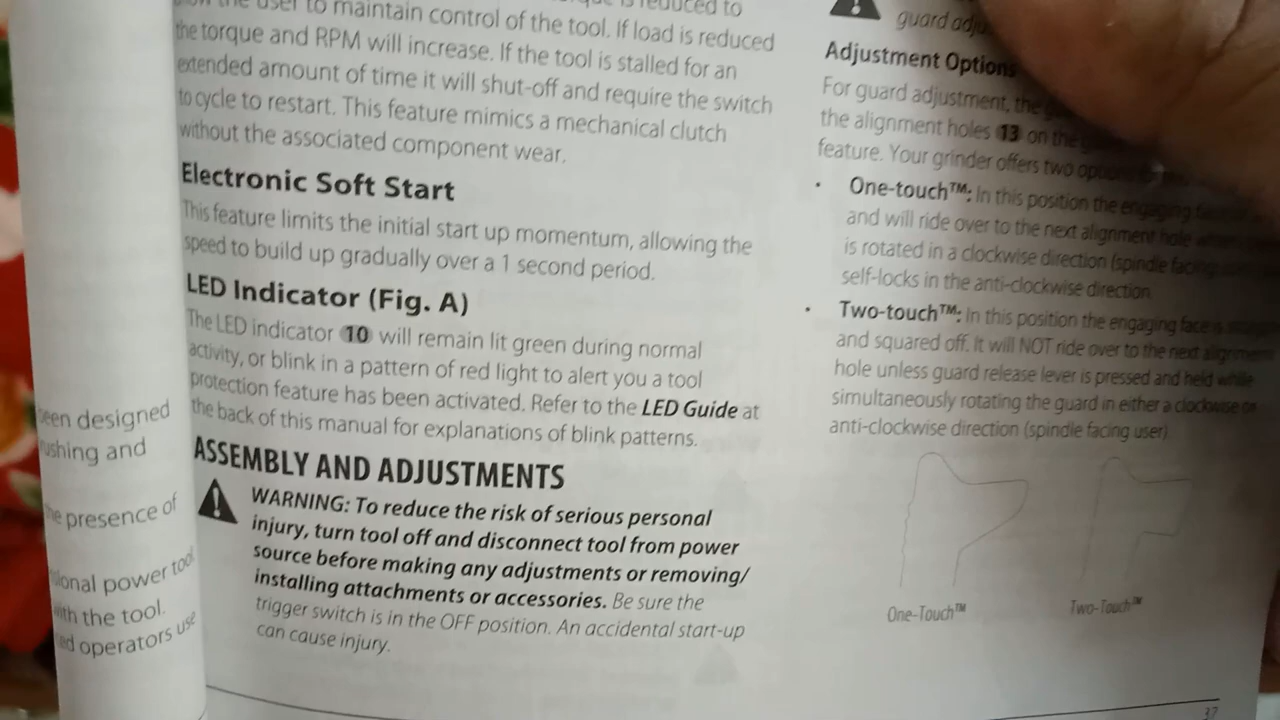 the user to maintain control of the tool. If load is reduced
the torque and RPM will increase. If the tool is stalled for an
extended amount of time it will shut-off and require the switch
to cycle to restart. This feature mimics a mechanical clutch
without the associated component wear.
Electronic Soft Start
This feature limits the initial start up momentum, allowing the
speed to build up gradually over a 1 second period.
LED Indicator (Fig. A)
The LED indicator 10 will remain lit green during normal
activity, or blink in a pattern of red light to alert you a tool
protection feature has been activated. Refer to the LED Guide at
the back of this manual for explanations of blink patterns.
ASSEMBLY AND ADJUSTMENTS
WARNING: To reduce the risk of serious personal
injury, turn tool off and disconnect tool from power
source before making any adjustments or removing/
installing attachments or accessories. Be sure the
trigger switch is in the OFF position. An accidental start-up
can cause injury.
guard
Adjustment Options
For guard adjustment, the
the alignment holes 13 on the
feature. Your grinder offers two
• One-touch™: In this position the engaging
and will ride over to the next alignment hole
is rotated in a clockwise direction (spindle facing
self-locks in the anti-clockwise direction
• Two-touch™: In this position the engaging face is
and squared off. It will NOT ride over to the next alignment
hole unless guard release lever is pressed and held while
simultaneously rotating the guard in either a clockwise or
anti-clockwise direction (spindle facing user).
One-Touch™
Two-Touch™
37
designed
and
presence of
power tool
with the tool.
operators use